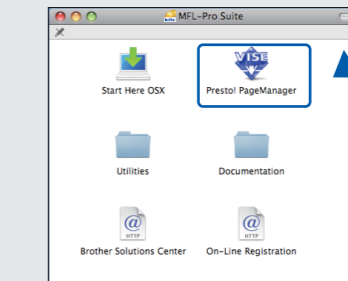 MFL-Pro Suite
VISE
Start Here OSX
Presto! PageManager
Utilities
Documentation
@
HTTP
@
HTTP
Brother Solutions Center
On-Line Registration